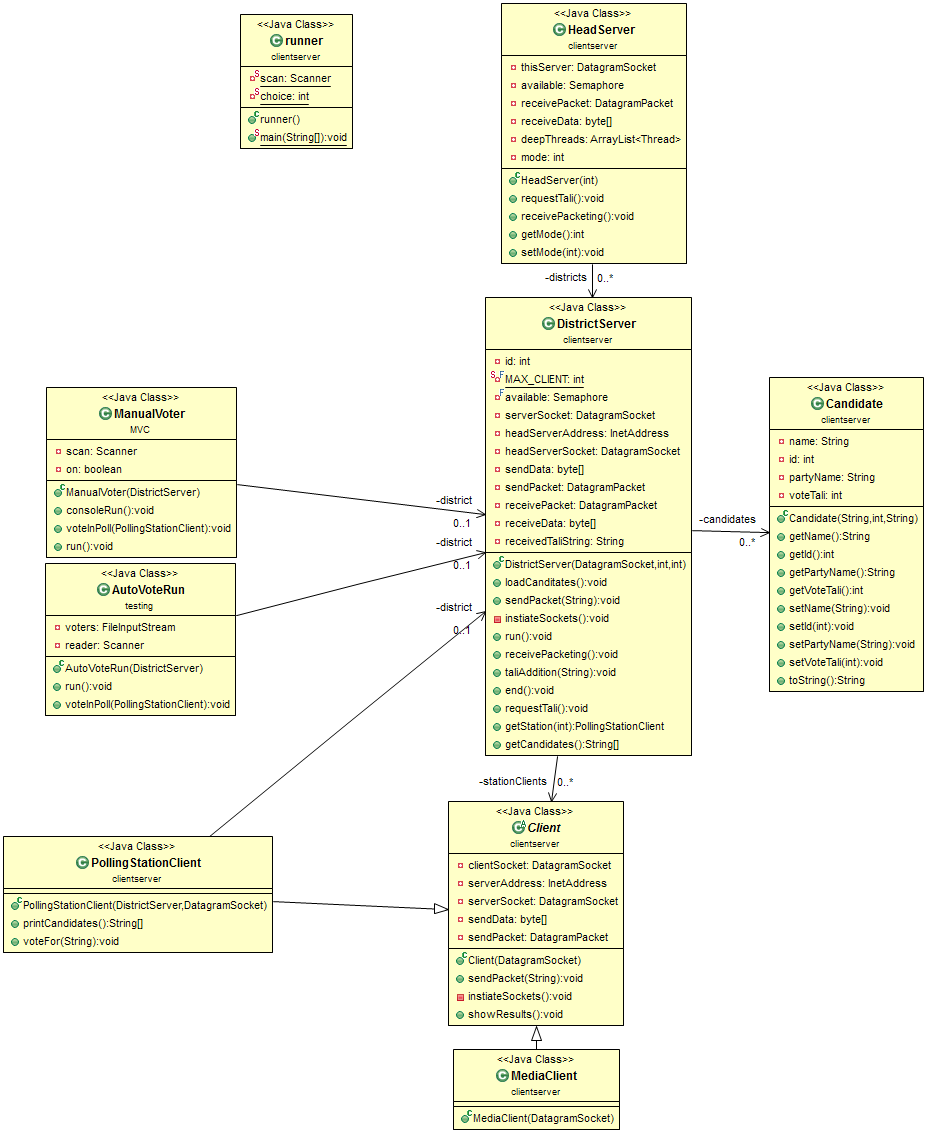 <<Java Class>>
runner
clientserver
scan: Scanner
choice: int
runner()
main(String[]):void
<<Java Class>>
HeadServer
clientserver
thisServer: DatagramSocket
available: Semaphore
receivePacket: DatagramPacket
receiveData: byte[]
deepThreads: ArrayList<Thread>
mode: int
HeadServer(int)
requestTali():void
receivePacketing():void
getMode():int
setMode(int):void
-districts 0..*
<<Java Class>>
DistrictServer
clientserver
id: int
MAX_CLIENT: int
available: Semaphore
serverSocket: DatagramSocket
headServerAddress: InetAddress
headServerSocket: DatagramSocket
sendData: byte[]
sendPacket: DatagramPacket
receivePacket: DatagramPacket
receiveData: byte[]
receivedTaliString: String
DistrictServer(DatagramSocket,int,int)
loadCanditates():void
sendPacket(String):void
instiateSockets():void
run():void
receivePacketing():void
taliAddition(String):void
end():void
requestTali():void
getStation(int):PollingStationClient
getCandidates():String[]
<<Java Class>>
ManualVoter
MVC
scan: Scanner
on: boolean
ManualVoter(DistrictServer)
consoleRun():void
voteInPoll(PollingStationClient):void
run():void
-district
0..1
<<Java Class>>
AutoVoteRun
testing
voters: FileInputStream
reader: Scanner
AutoVoteRun(DistrictServer)
run():void
voteInPoll(PollingStationClient):void
-district
0..1
-district
0..1
<<Java Class>>
Candidate
clientserver
name: String
id: int
partyName: String
voteTali: int
Candidate(String,int,String)
getName():String
getId():int
getPartyName():String
getVoteTali():int
setName(String):void
setId(int):void
setPartyName(String):void
setVoteTali(int):void
toString():String
-candidates
0..*
-stationClients 0..*
<<Java Class>>
Client
clientserver
clientSocket: DatagramSocket
serverAddress: InetAddress
serverSocket: DatagramSocket
sendData: byte[]
sendPacket: DatagramPacket
Client(DatagramSocket)
sendPacket(String):void
instiateSockets():void
showResults():void
<<Java Class>>
PollingStationClient
clientserver
PollingStationClient(DistrictServer,DatagramSocket)
printCandidates():String[]
voteFor(String):void
<<Java Class>>
MediaClient
clientserver
MediaClient(DatagramSocket)